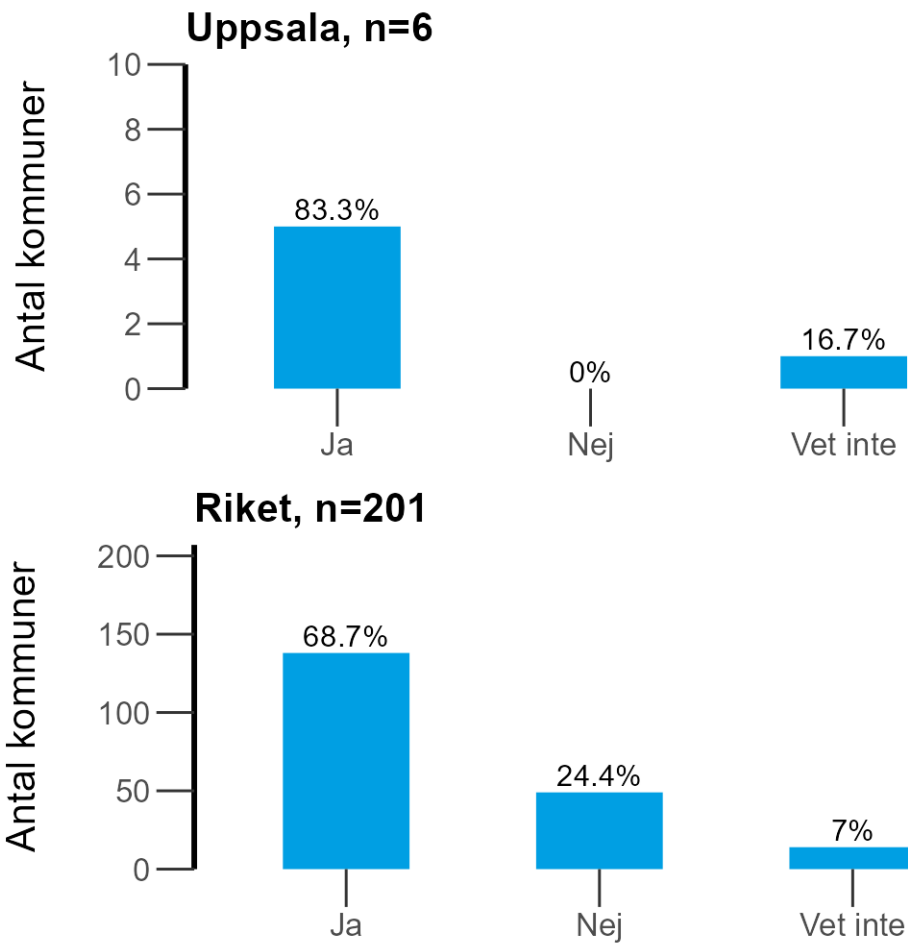 Uppsala, n=6
Antal kommuner
10
8
6
4
2
0
83.3%
0%
16.7%
Ja
Nej
Vet inte
Riket, n=201
Antal kommuner
200
150
100
50
0
68.7%
24.4%
7%
Ja
Nej
Vet inte